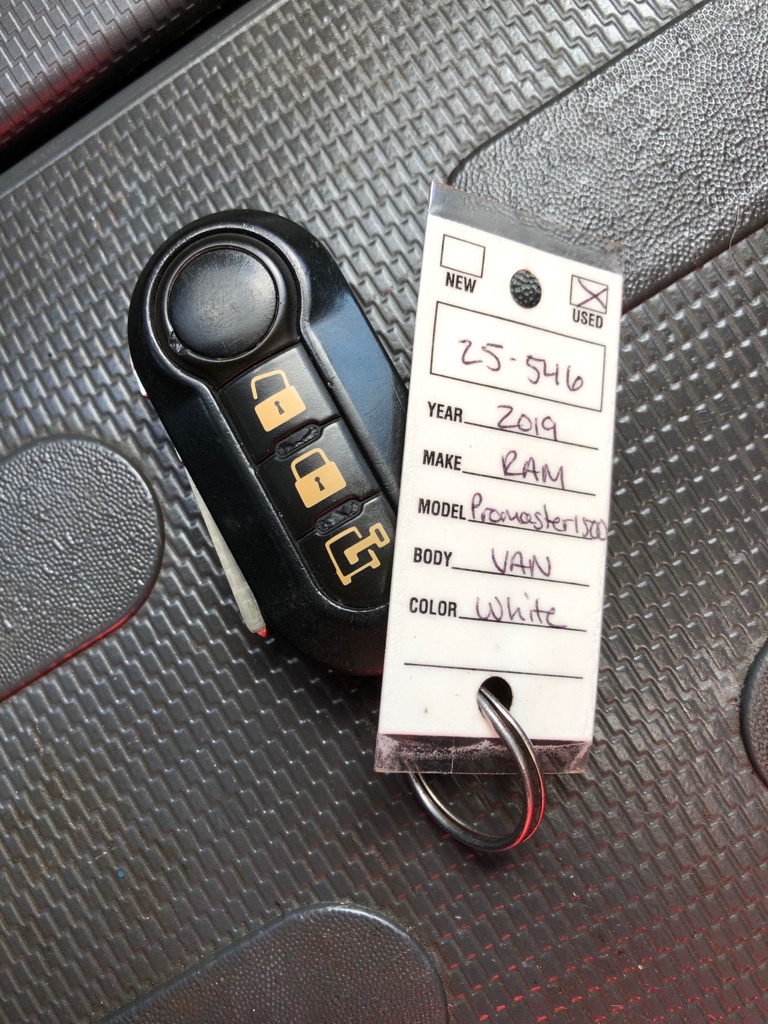 NEW
USED
25-546
YEAR 2019
MAKE RAM
MODEL Promaster1500
BODY VAN
COLOR White